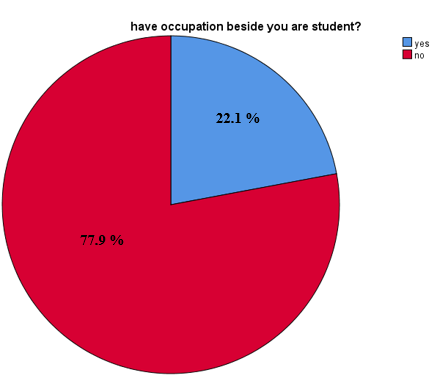 have occupation beside you are student?
yes
no
22.1 %
77.9 %